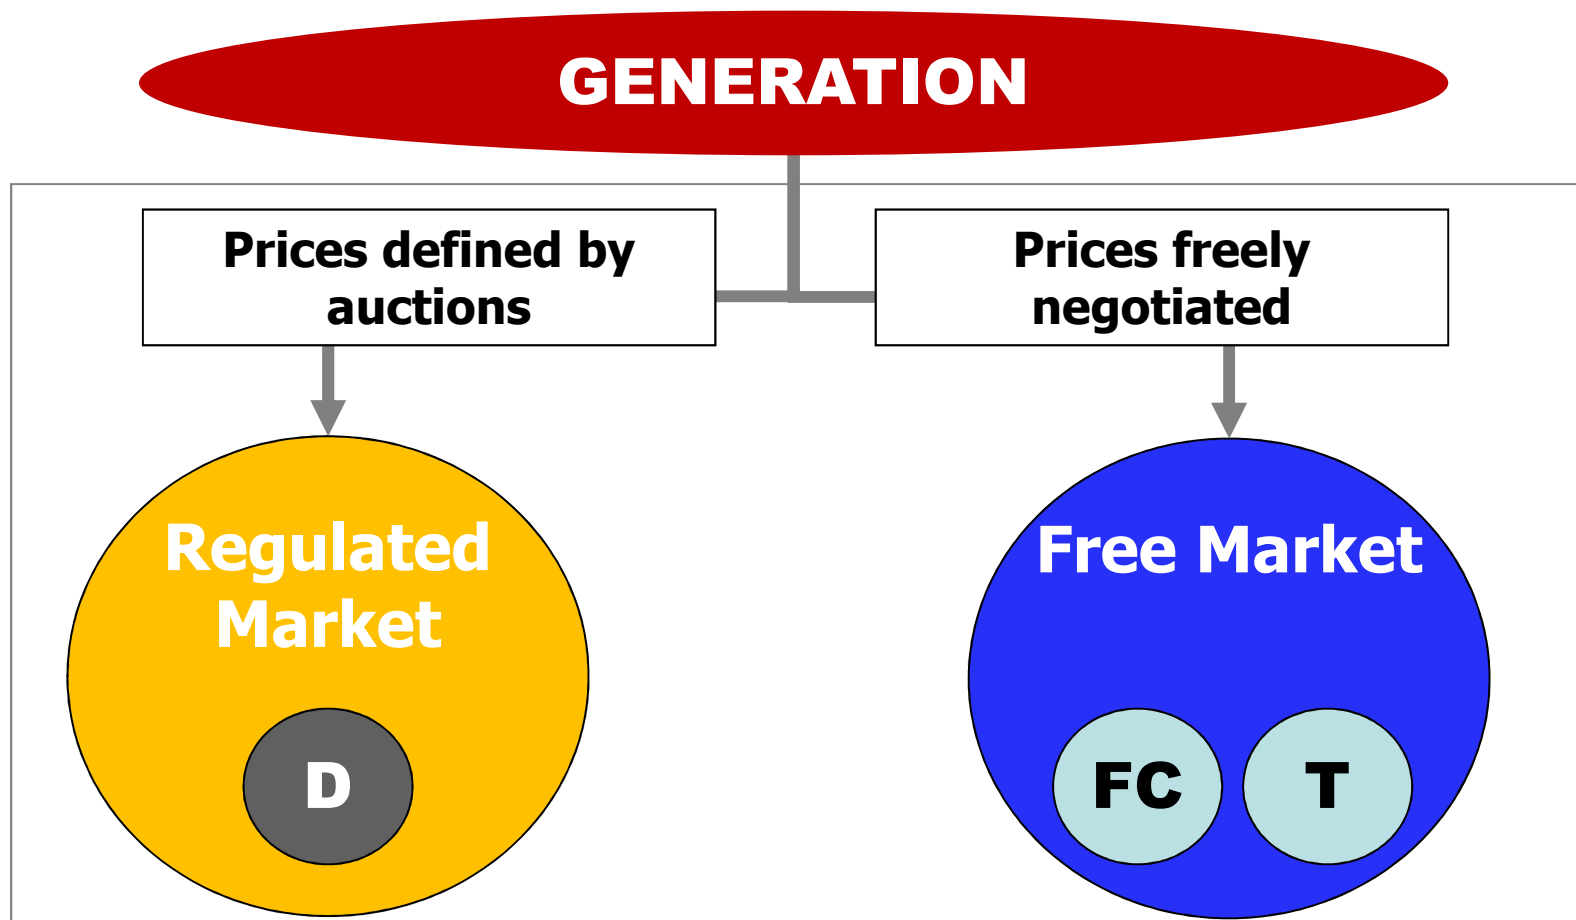 GENERATION
Prices defined by
auctions
Prices freely
negotiated
Regulated
Market
Free Market
D
FC
T